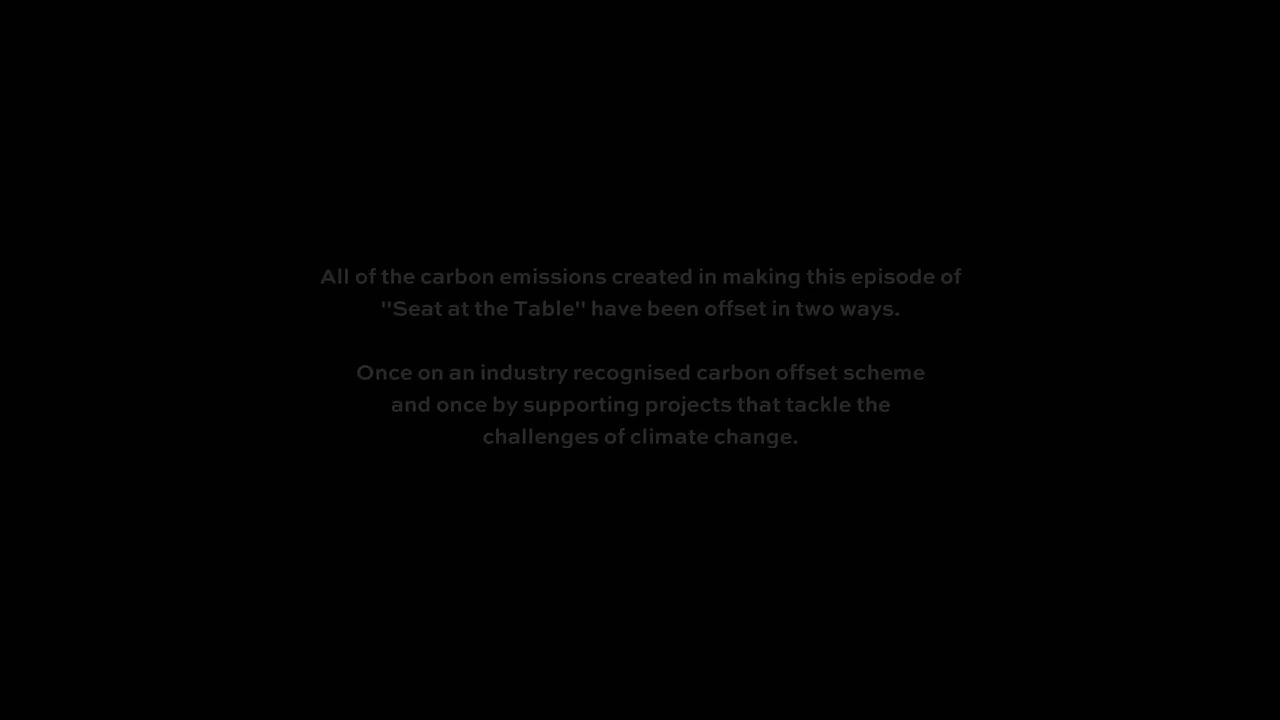 All of the carbon emissions created in making this episode of
"Seat at the Table" have been offset in two ways.
Once on an industry recognised carbon offset scheme
and once by supporting projects that tackle the
challenges of climate change.